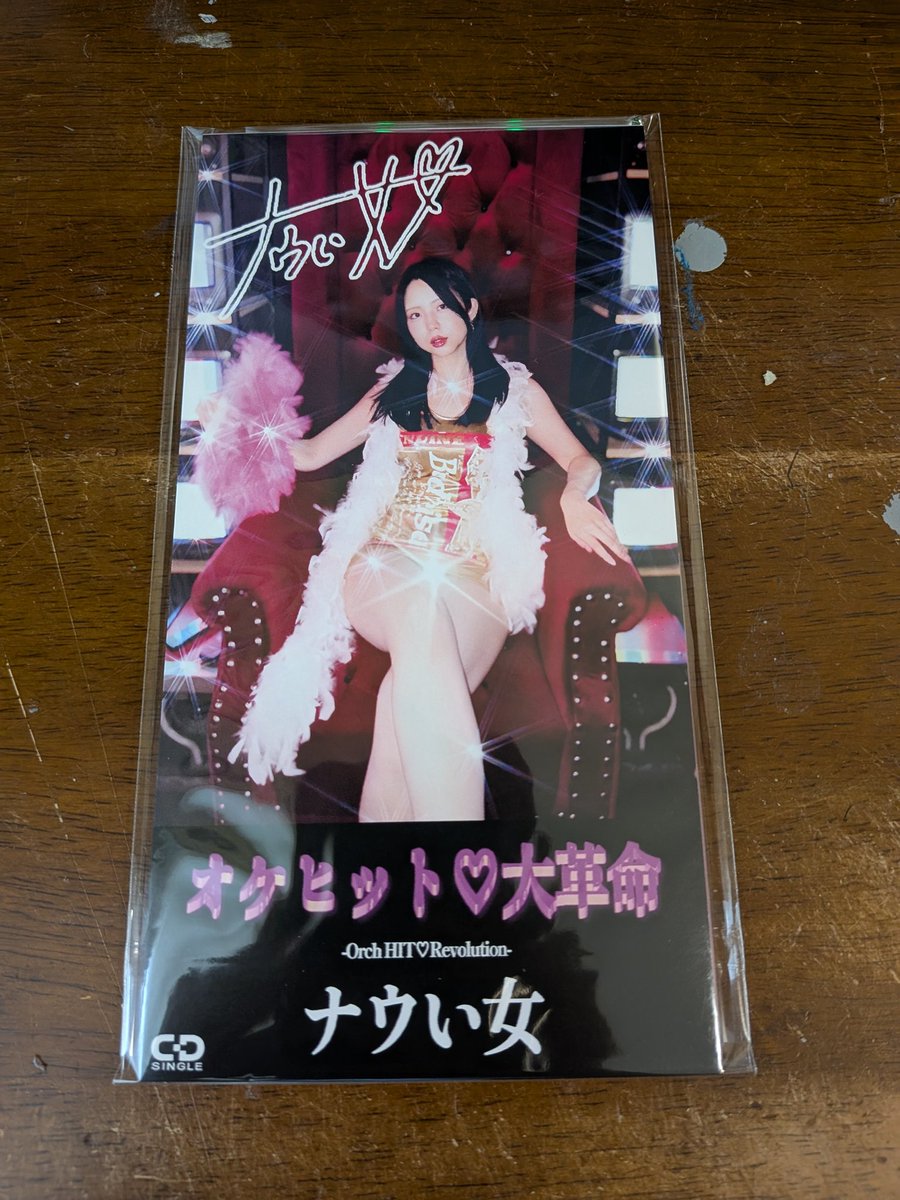 ナウい女♡
オケヒット♡大革命
-Orch HIT♡Revolution-
ナウい女
CD
SINGLE